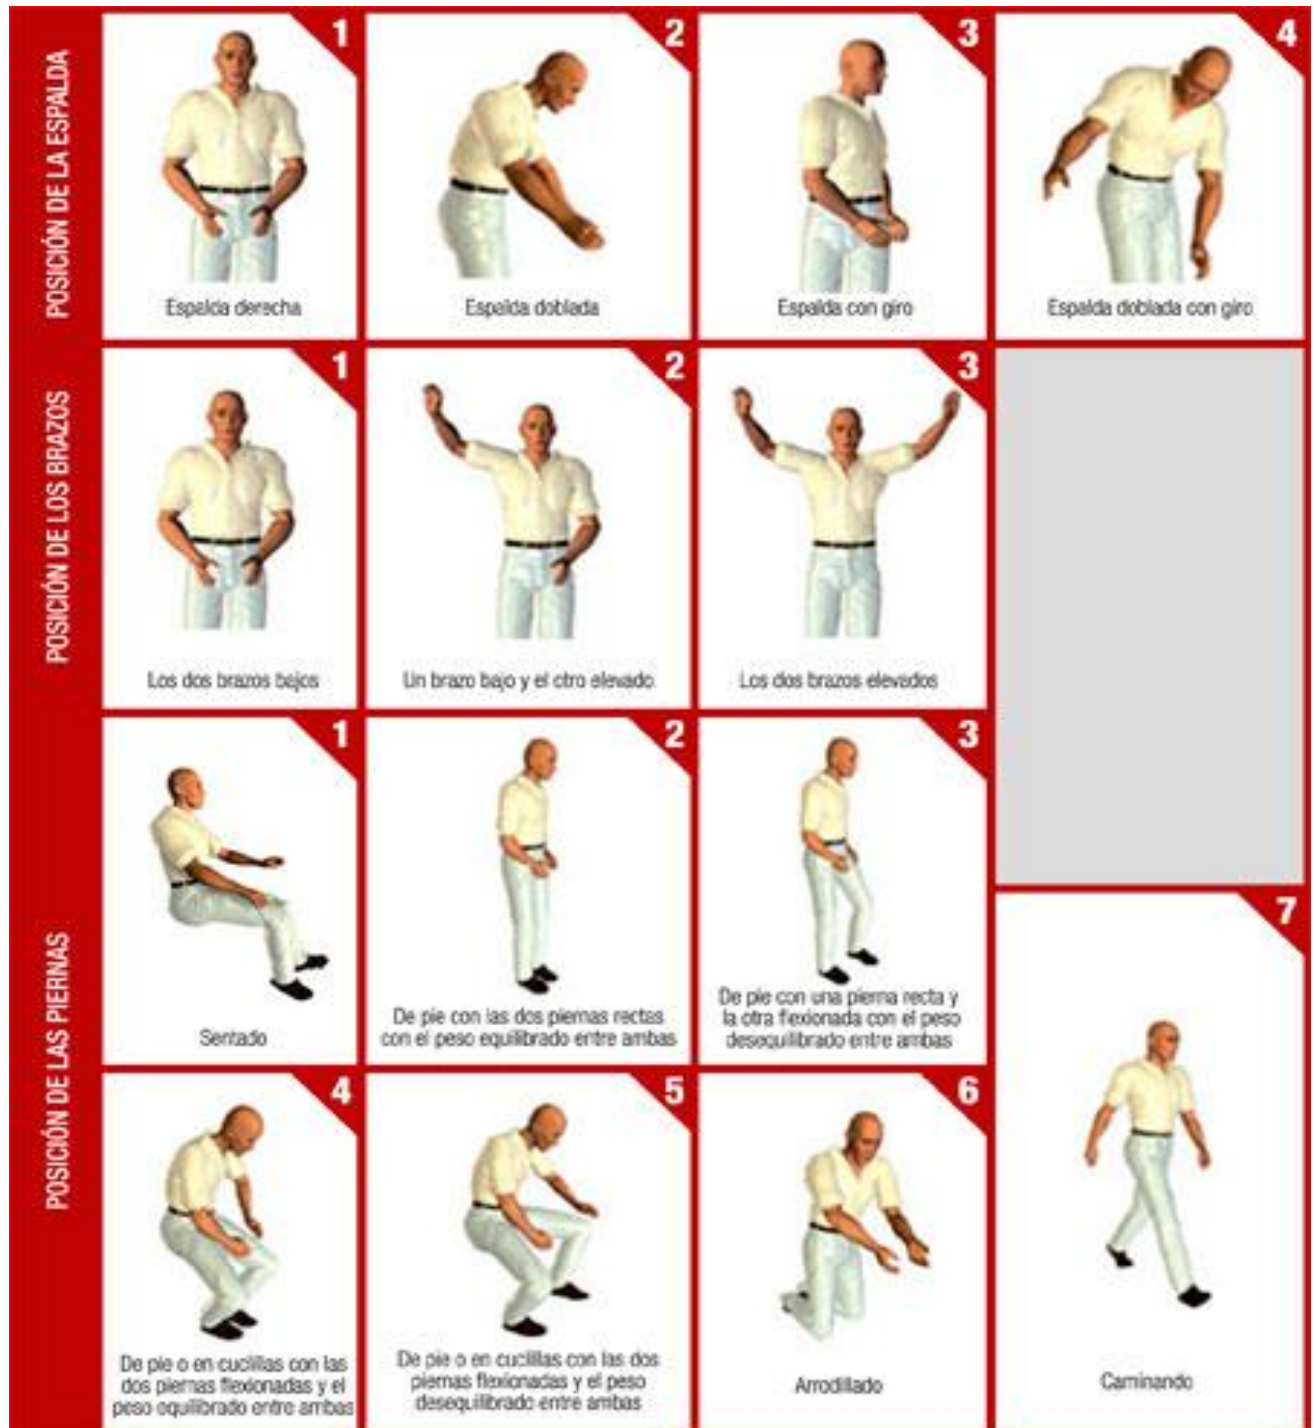 POSICIÓN DE LA ESPALDA
1
Espalda derecha
2
Espalda doblada
3
Espalda con giro
4
Espalda doblada con giro
POSICIÓN DE LOS BRAZOS
1
Los dos brazos bajos
2
Un brazo bajo y el otro elevado
3
Los dos brazos elevados
POSICIÓN DE LAS PIERNAS
1
Sentado
2
De pie con las dos piernas rectas
con el peso equilibrado entre ambas
3
De pie con una pierna recta y
la otra flexionada con el peso
desequilibrado entre ambas
4
De pie o en cuclillas con las
dos piernas flexionadas y el
peso equilibrado entre ambas
5
De pie o en cuclillas con las dos
piernas flexionadas y el peso
desequilibrado entre ambas
6
Arrodillado
7
Caminando